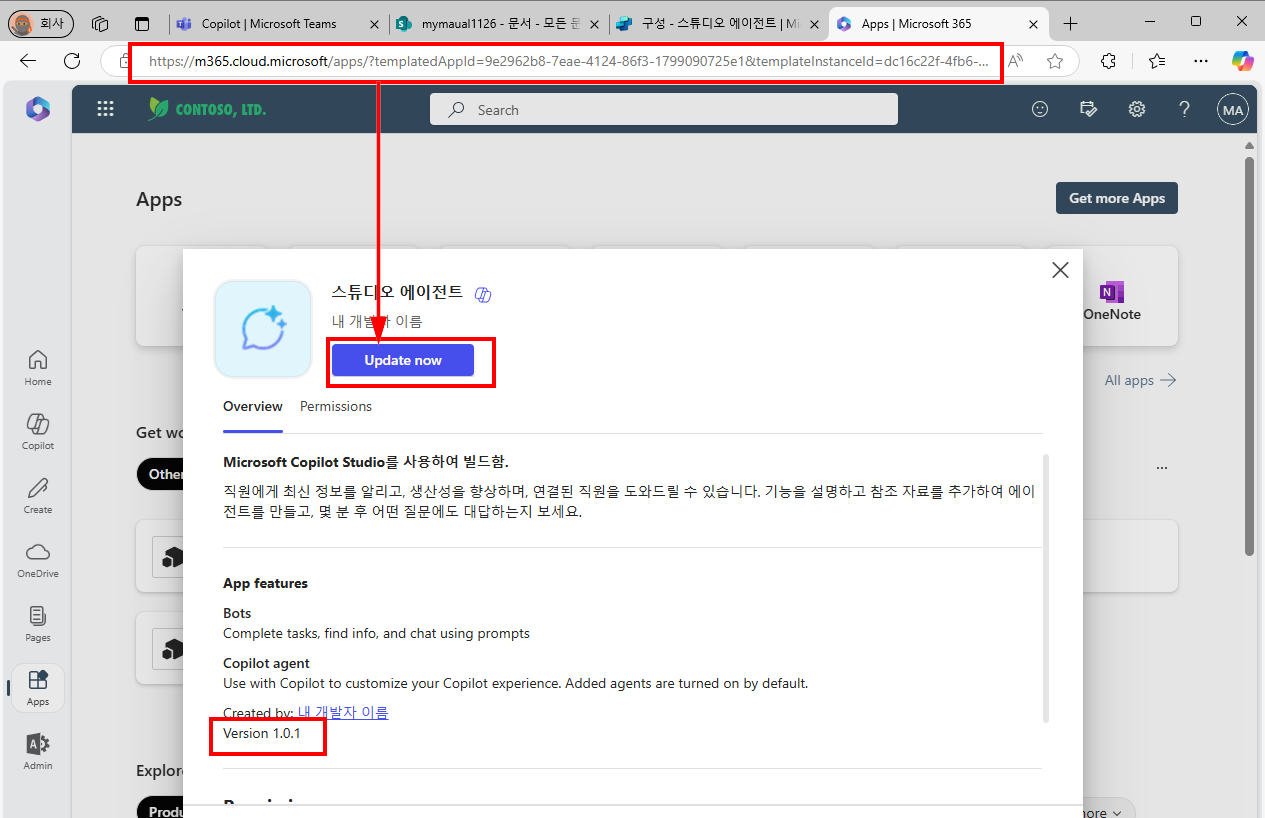 회사
Copilot | Microsoft Teams
mymaual1126 - 문서 - 모든 문
구성 - 스튜디오 에이전트 | Mi
Apps | Microsoft 365
https://m365.cloud.microsoft/apps/?templatedAppId=9e2962b8-7eae-4124-86f3-1799090725e1&templateInstanceId=dc16c22f-4fb6-...
CONTOSO, LTD.
Search
MA
Apps
Get more Apps
스튜디오 에이전트
내 개발자 이름
Update now
OneNote
All apps
Overview
Permissions
Home
Copilot
Create
OneDrive
Pages
Apps
Admin
Get wo
Other
Microsoft Copilot Studio를 사용하여 빌드함.
직원에게 최신 정보를 알리고, 생산성을 향상하며, 연결된 직원을 도와드릴 수 있습니다. 기능을 설명하고 참조 자료를 추가하여 에이
전트를 만들고, 몇 분 후 어떤 질문에도 대답하는지 보세요.
App features
Bots
Complete tasks, find info, and chat using prompts
Copilot agent
Use with Copilot to customize your Copilot experience. Added agents are turned on by default.
Created by: 내 개발자 이름
Version 1.0.1
Explore
Produ
more